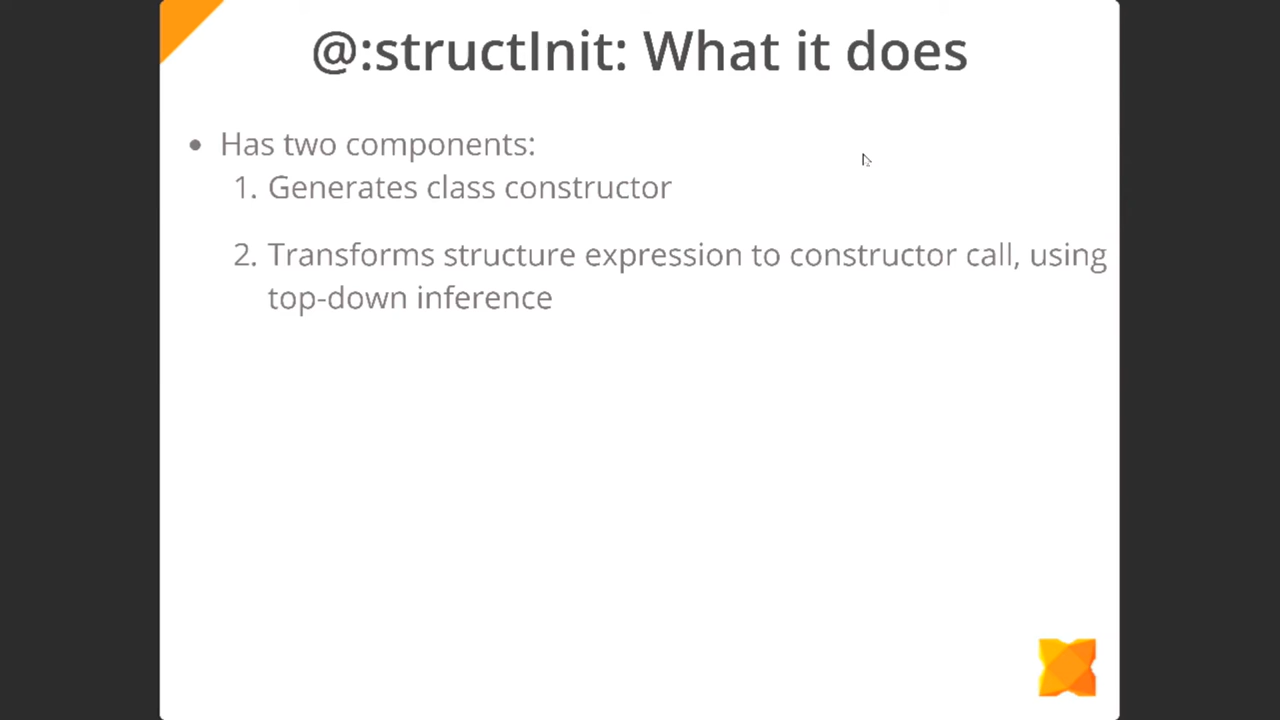 @:structInit: What it does
• Has two components:
1. Generates class constructor
2. Transforms structure expression to constructor call, using
top-down inference